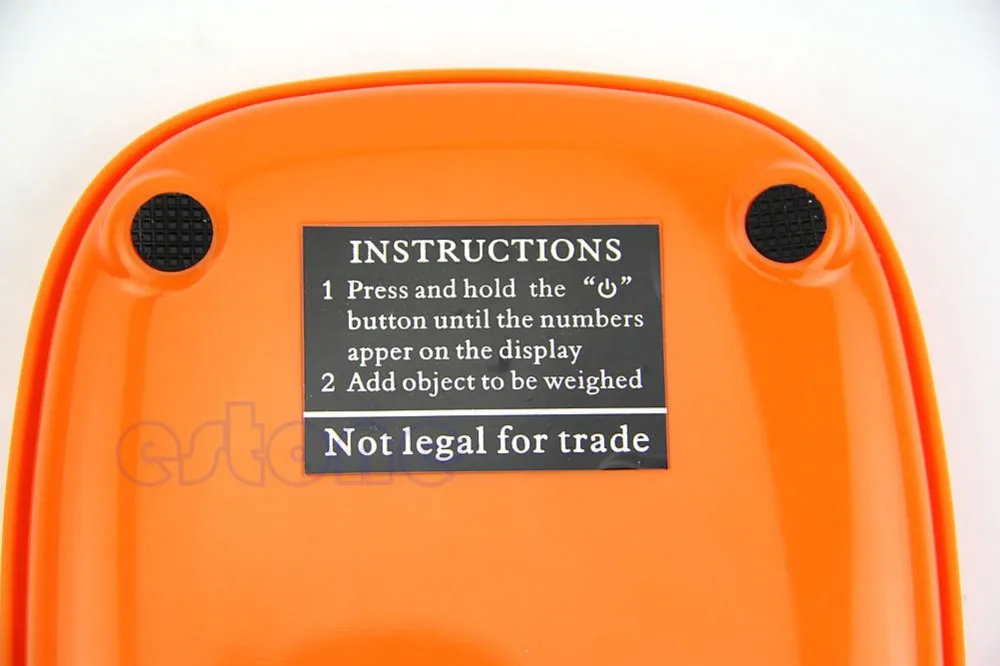 INSTRUCTIONS
1 Press and hold the “⏻”
button until the numbers
apper on the display
2 Add object to be weighed
Not legal for trade
estone